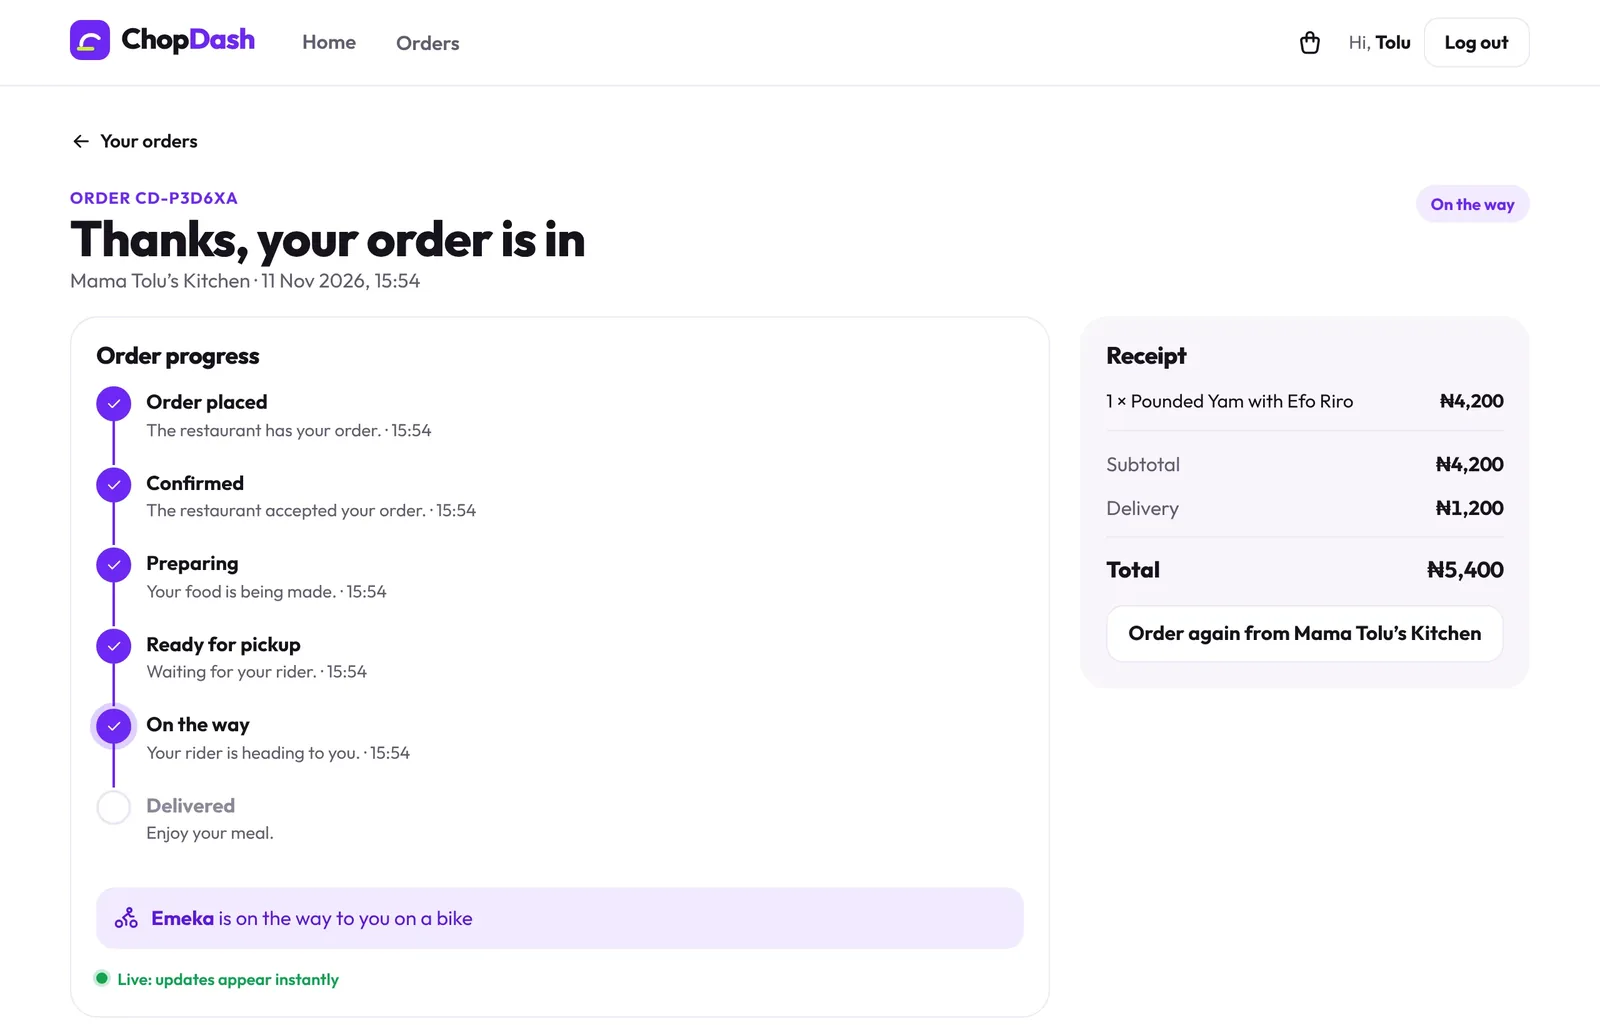 ChopDash
Home
Orders
Hi, Tolu
Log out
← Your orders
ORDER CD-P3D6XA
On the way
Thanks, your order is in
Mama Tolu’s Kitchen · 11 Nov 2026, 15:54
Order progress
Order placed
The restaurant has your order. · 15:54
Confirmed
The restaurant accepted your order. · 15:54
Preparing
Your food is being made. · 15:54
Ready for pickup
Waiting for your rider. · 15:54
On the way
Your rider is heading to you. · 15:54
Delivered
Enjoy your meal.
Emeka is on the way to you on a bike
Live: updates appear instantly
Receipt
1 × Pounded Yam with Efo Riro ₦4,200
Subtotal ₦4,200
Delivery ₦1,200
Total ₦5,400
Order again from Mama Tolu’s Kitchen